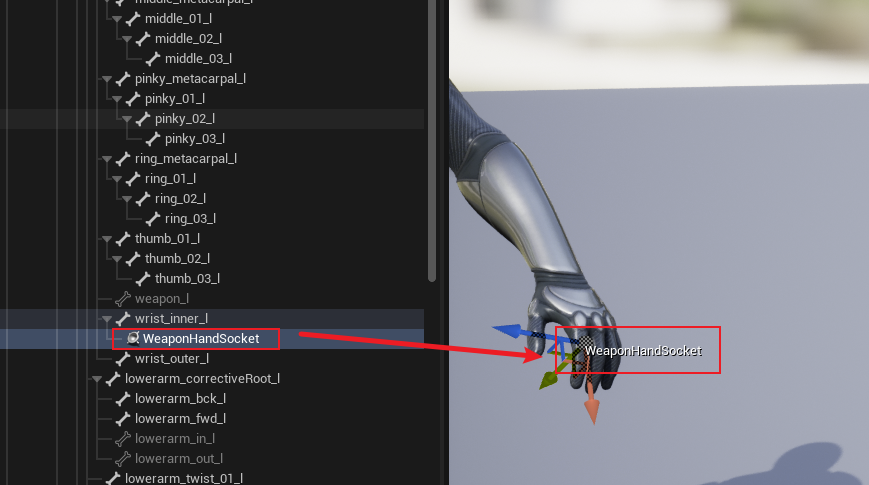 middle_metacarpal_l
middle_01_l
middle_02_l
middle_03_l
pinky_metacarpal_l
pinky_01_l
pinky_02_l
pinky_03_l
ring_metacarpal_l
ring_01_l
ring_02_l
ring_03_l
thumb_01_l
thumb_02_l
thumb_03_l
weapon_l
wrist_inner_l
WeaponHandSocket
wrist_outer_l
lowerarm_correctiveRoot_l
lowerarm_bck_l
lowerarm_fwd_l
lowerarm_in_l
lowerarm_out_l
lowerarm_twist_01_l
WeaponHandSocket